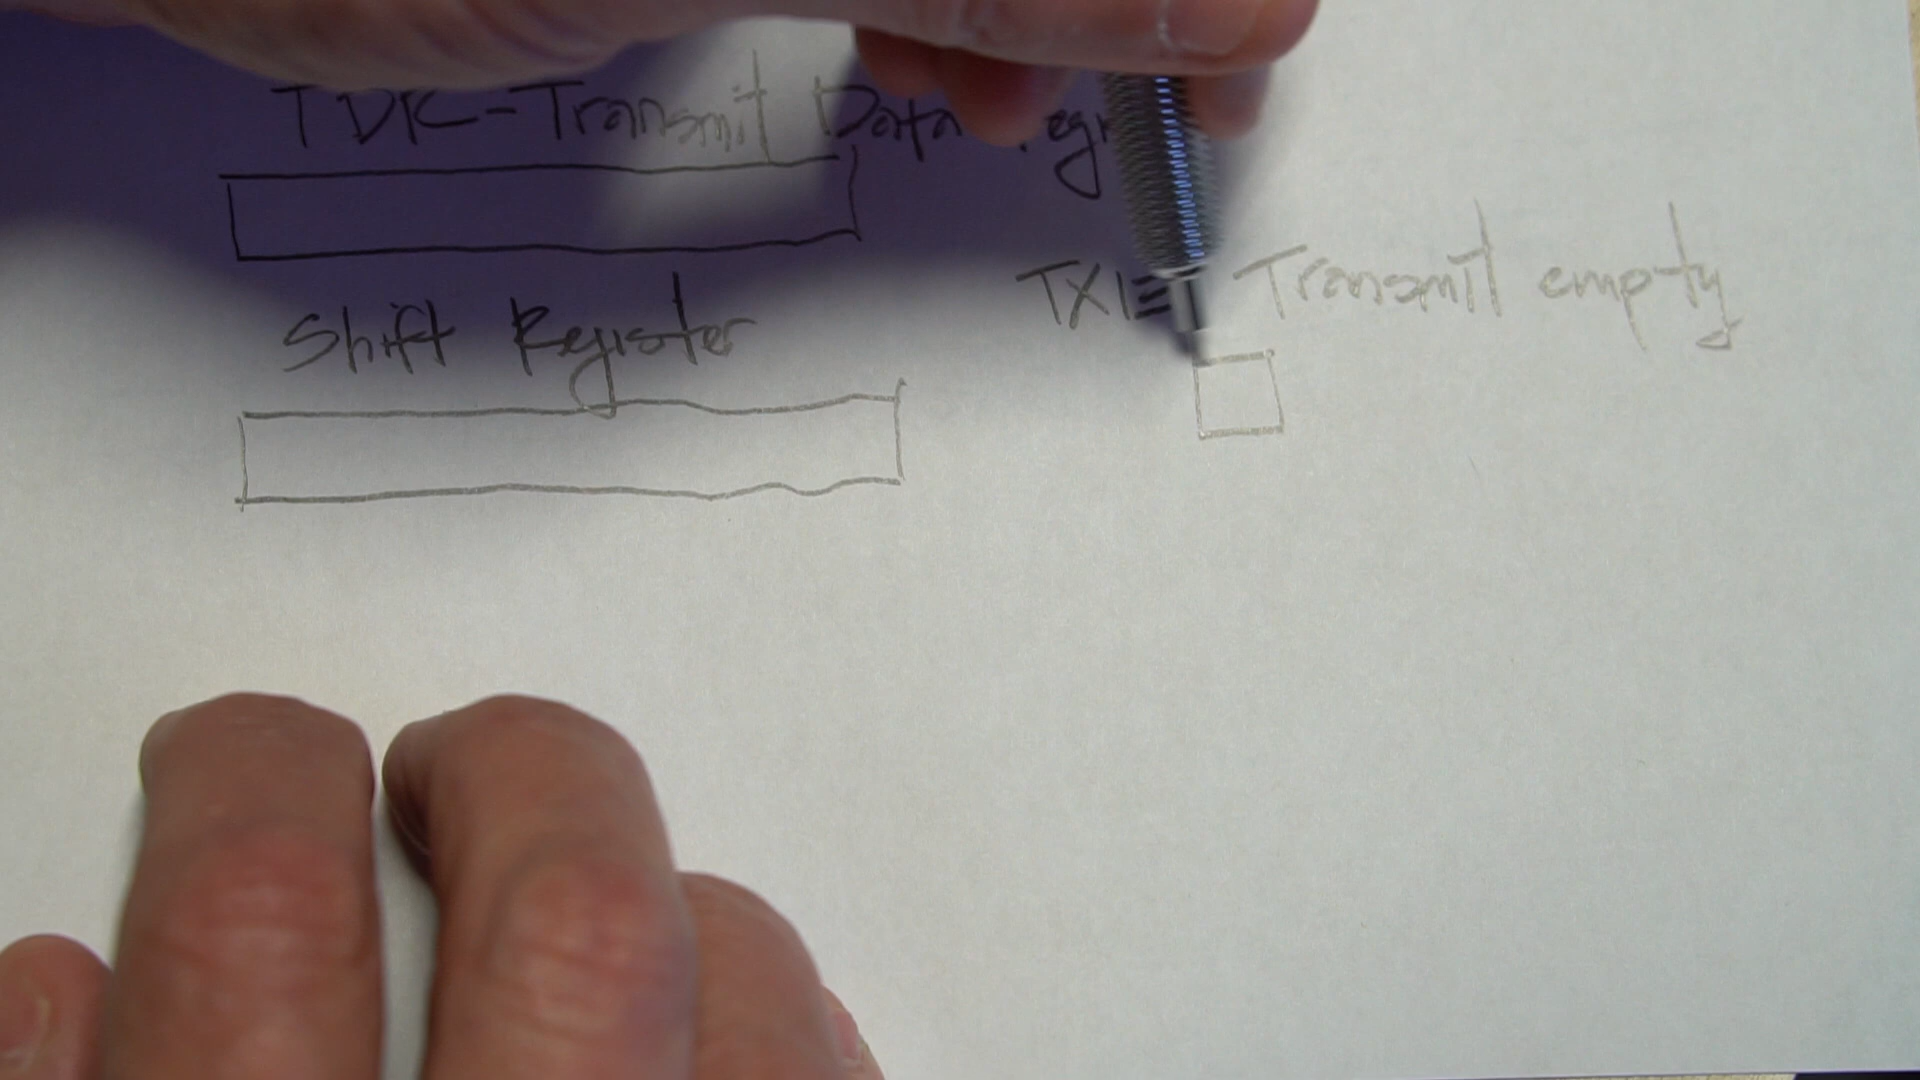 TDR - Transmit Data
TXE Transmit empty
Shift Register